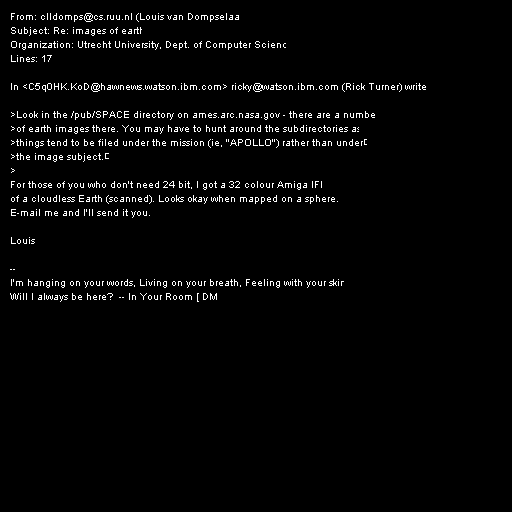 From: clldomps@cs.ruu.nl (Louis van Dompselaa
Subject: Re: images of earth
Organization: Utrecht University, Dept. of Computer Scienc
Lines: 17

In <C5q0HK.KoD@hawnews.watson.ibm.com> ricky@watson.ibm.com (Rick Turner) write

>Look in the /pub/SPACE directory on ames.arc.nasa.gov - there are a numbe
>of earth images there. You may have to hunt around the subdirectories as
>things tend to be filed under the mission (ie, "APOLLO") rather than under
>the image subject.
>
For those of you who don't need 24 bit, I got a 32 colour Amiga IFF
of a cloudless Earth (scanned). Looks okay when mapped on a sphere.
E-mail me and I'll send it you.

Louis

--
I'm hanging on your words, Living on your breath, Feeling with your skin
Will I always be here? -- In Your Room [ DM